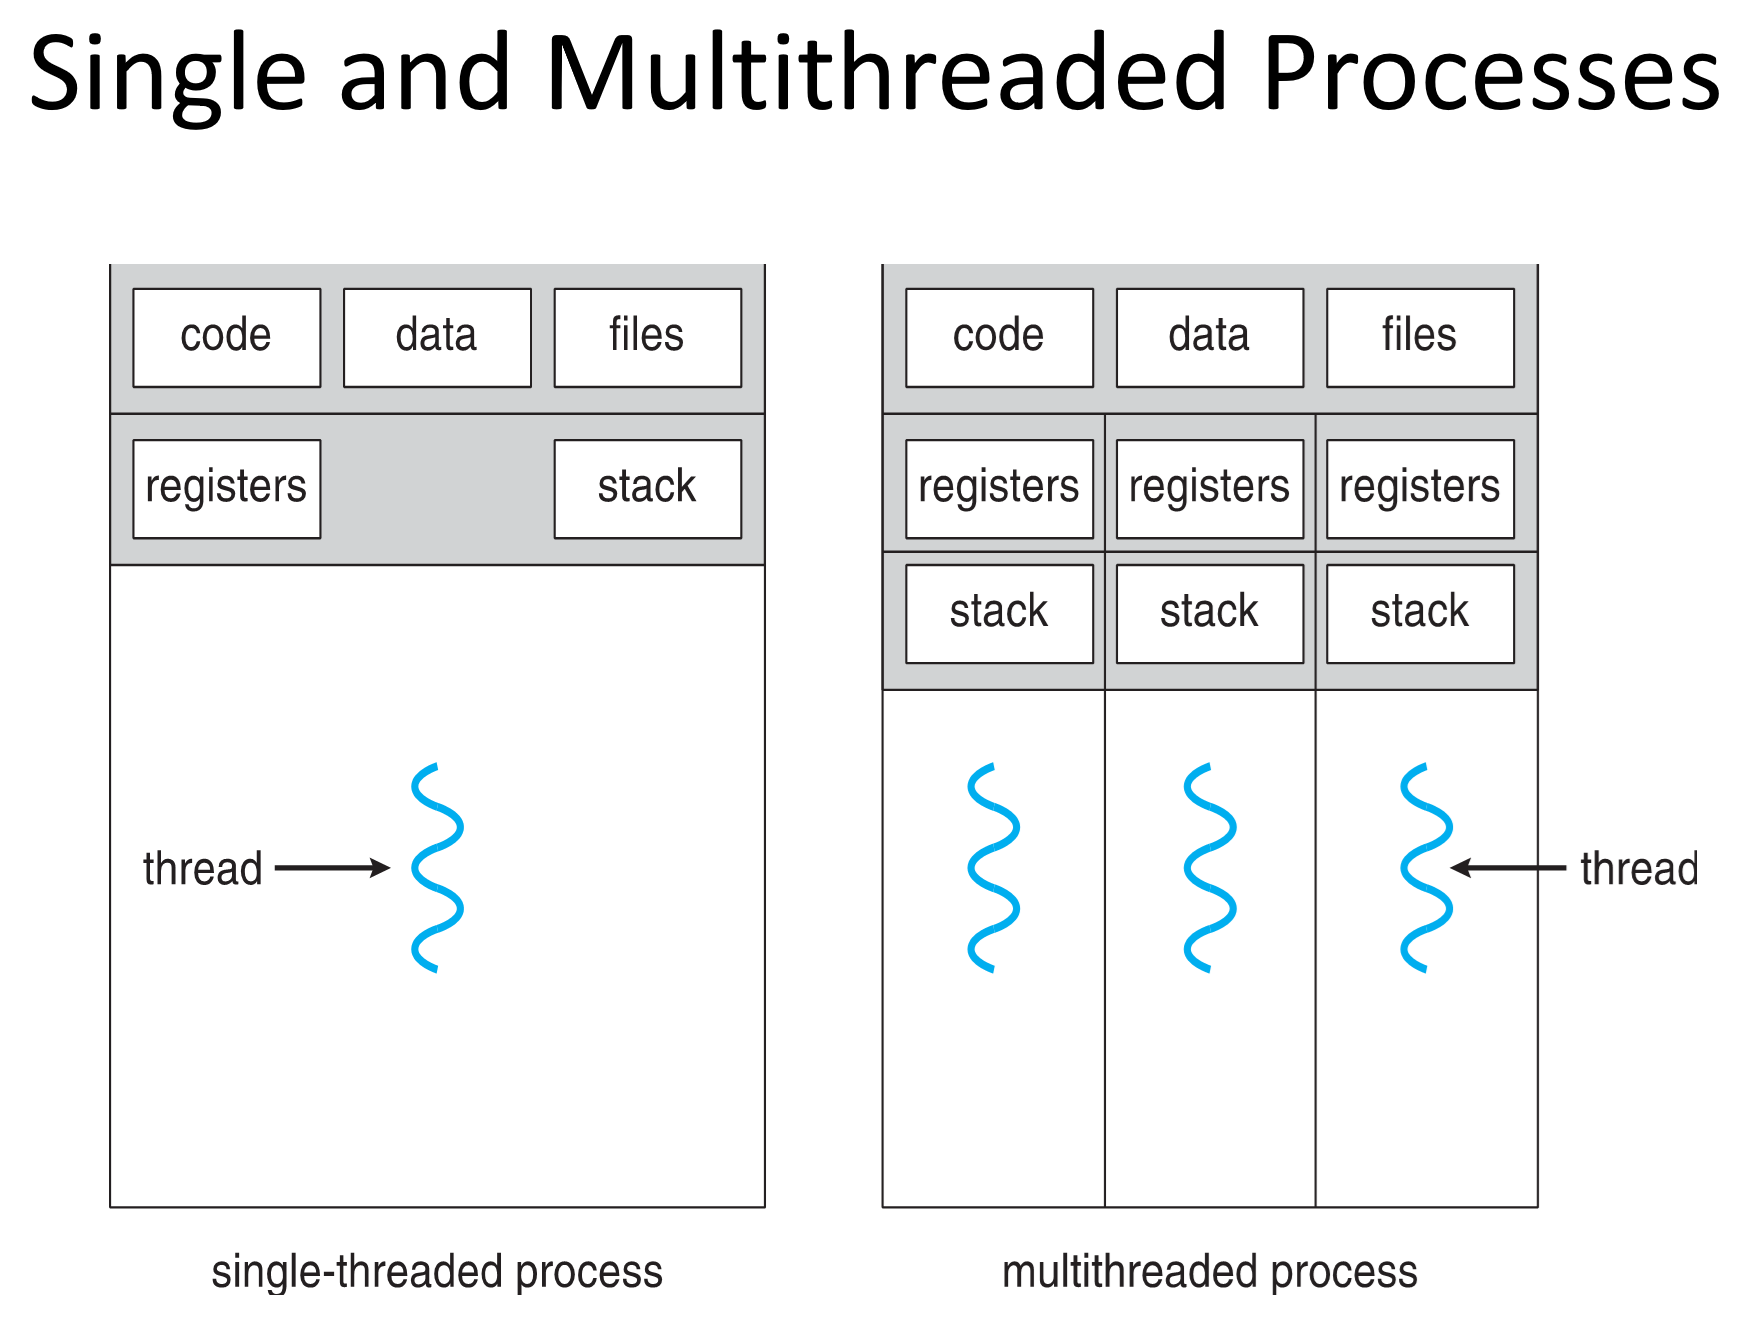 Single and Multithreaded Processes
code data files
registers stack
thread
single-threaded process
code data files
registers registers registers
stack stack stack
thread
multithreaded process